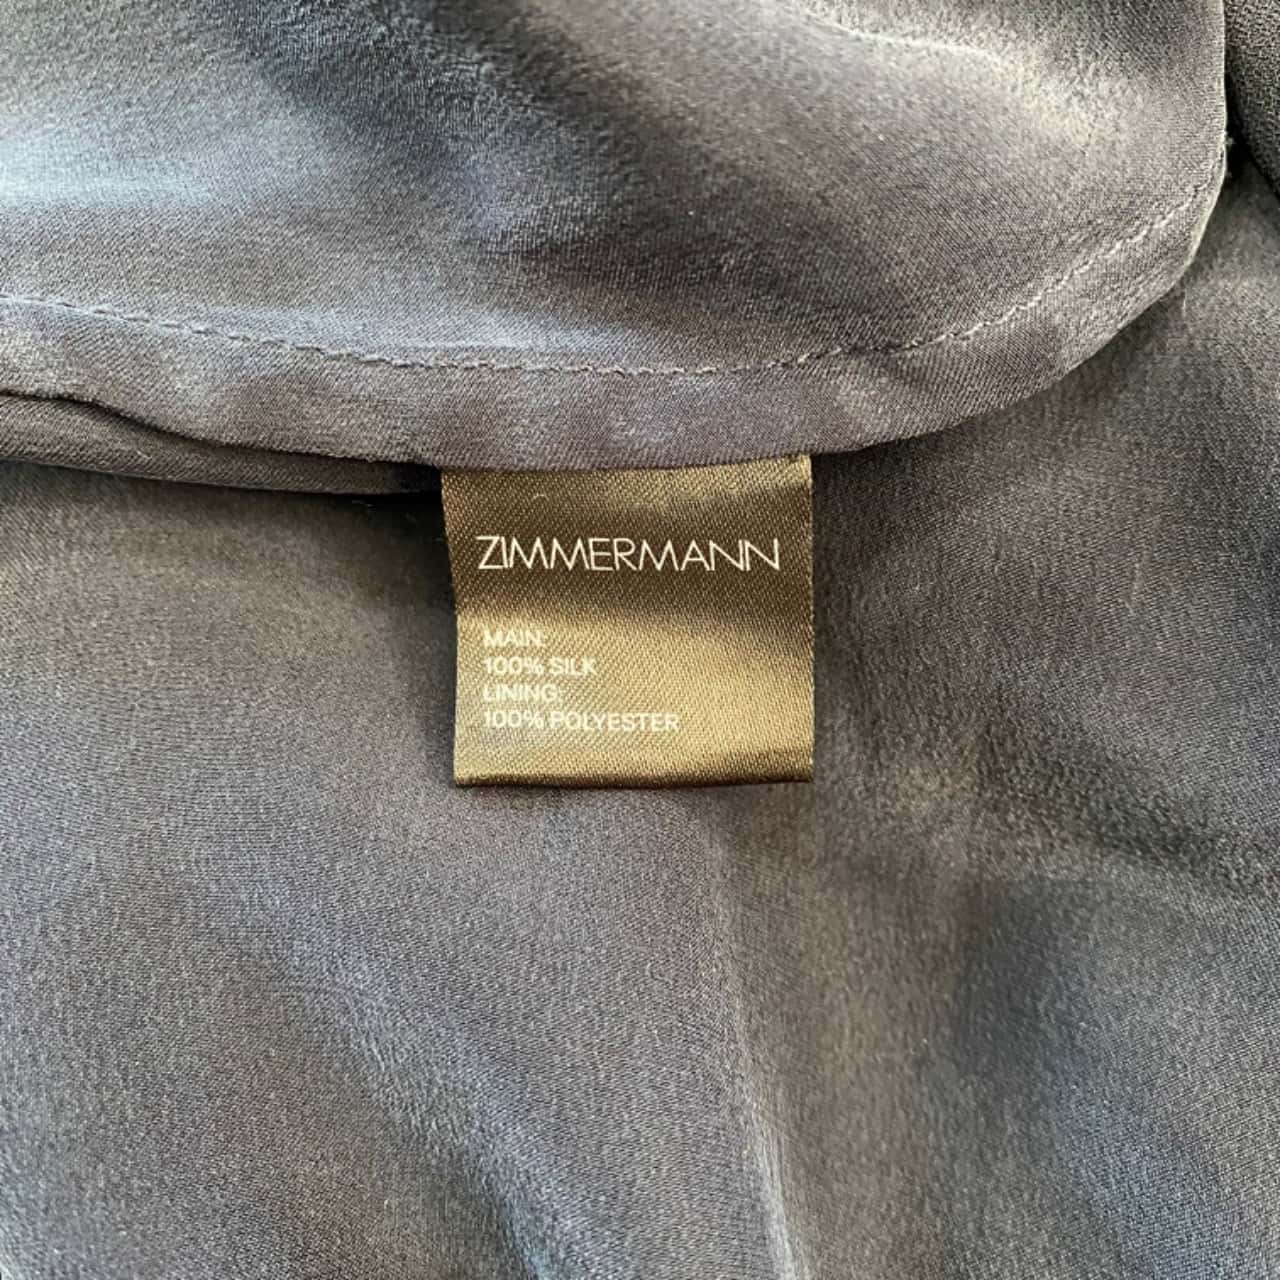 ZIMMERMANN
MAIN:
100% SILK
LINING:
100% POLYESTER